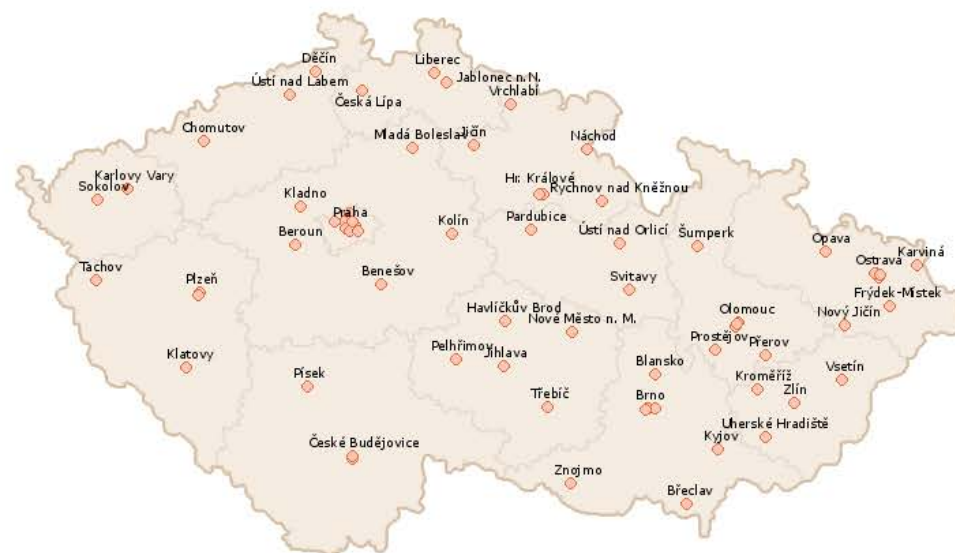 Děčín
Liberec
Ústí nad Labem
Jablonec n. N.
Česká Lípa
Vrchlabí
Chomutov
Mladá Boleslav
Jičín
Náchod
Karlovy Vary
Sokolov
Kladno
Hr. Králové
Rychnov nad Kněžnou
Praha
Kolín
Pardubice
Beroun
Ústí nad Orlicí
Šumperk
Opava
Karviná
Tachov
Plzeň
Benešov
Svitavy
Ostrava
Frýdek-Místek
Havlíčkův Brod
Nové Město n. M.
Olomouc
Nový Jičín
Prostějov
Přerov
Pelhřimov
Jihlava
Klatovy
Blansko
Vsetín
Písek
Kroměříž
Zlín
Třebíč
Brno
Uherské Hradiště
České Budějovice
Kyjov
Znojmo
Břeclav